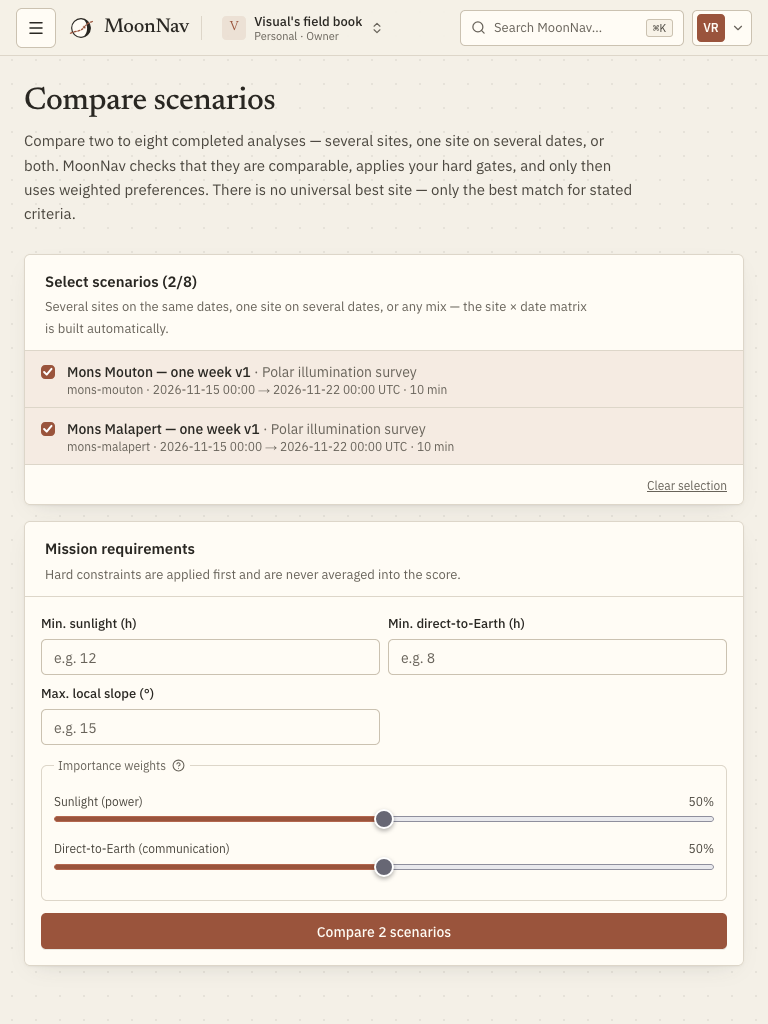 MoonNav
V
Visual's field book
Personal · Owner
Search MoonNav...
⌘K
VR
Compare scenarios
Compare two to eight completed analyses — several sites, one site on several dates, or
both. MoonNav checks that they are comparable, applies your hard gates, and only then
uses weighted preferences. There is no universal best site — only the best match for stated
criteria.
Select scenarios (2/8)
Several sites on the same dates, one site on several dates, or any mix — the site × date matrix
is built automatically.
Mons Mouton — one week v1 · Polar illumination survey
mons-mouton · 2026-11-15 00:00 → 2026-11-22 00:00 UTC · 10 min
Mons Malapert — one week v1 · Polar illumination survey
mons-malapert · 2026-11-15 00:00 → 2026-11-22 00:00 UTC · 10 min
Clear selection
Mission requirements
Hard constraints are applied first and are never averaged into the score.
Min. sunlight (h)
Min. direct-to-Earth (h)
e.g. 12
e.g. 8
Max. local slope (°)
e.g. 15
Importance weights
Sunlight (power) 50%
Direct-to-Earth (communication) 50%
Compare 2 scenarios